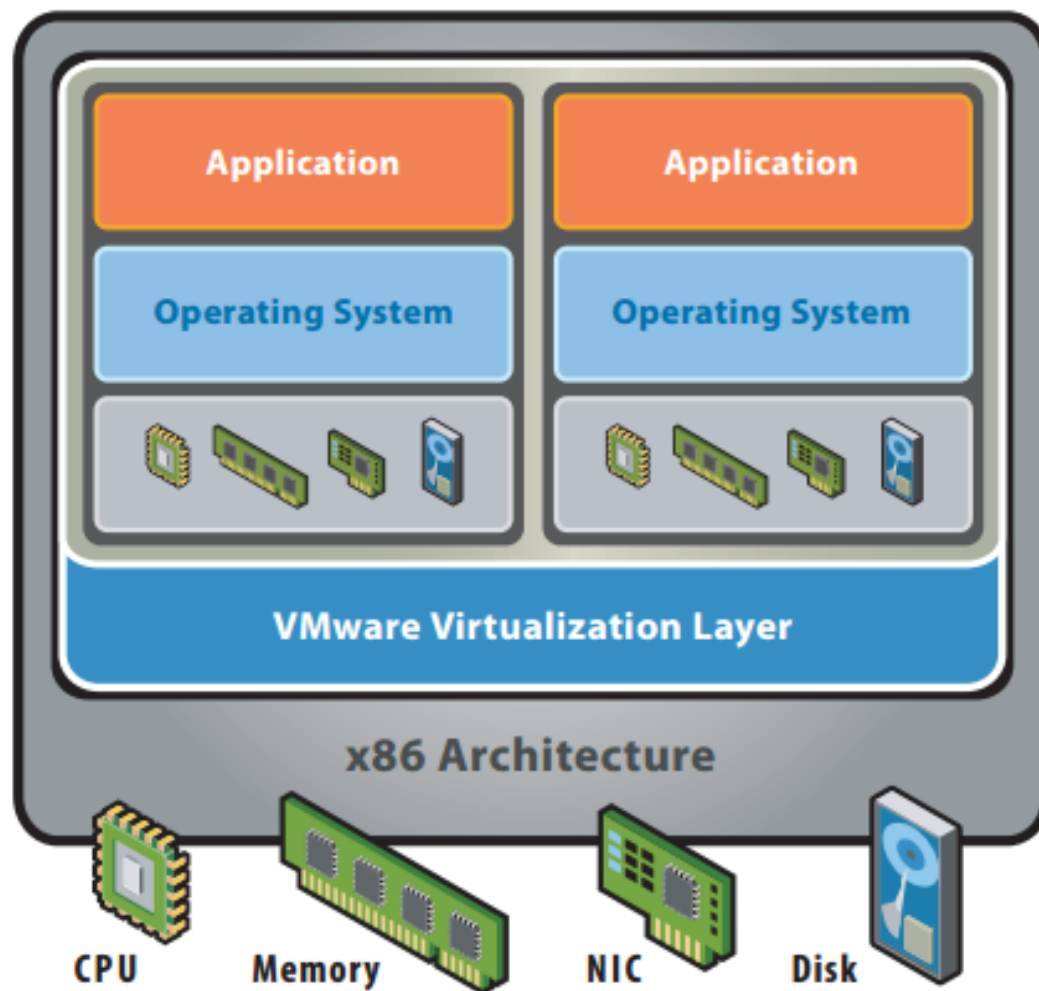 Application
Application
Operating System
Operating System
VMware Virtualization Layer
x86 Architecture
CPU
Memory
NIC
Disk